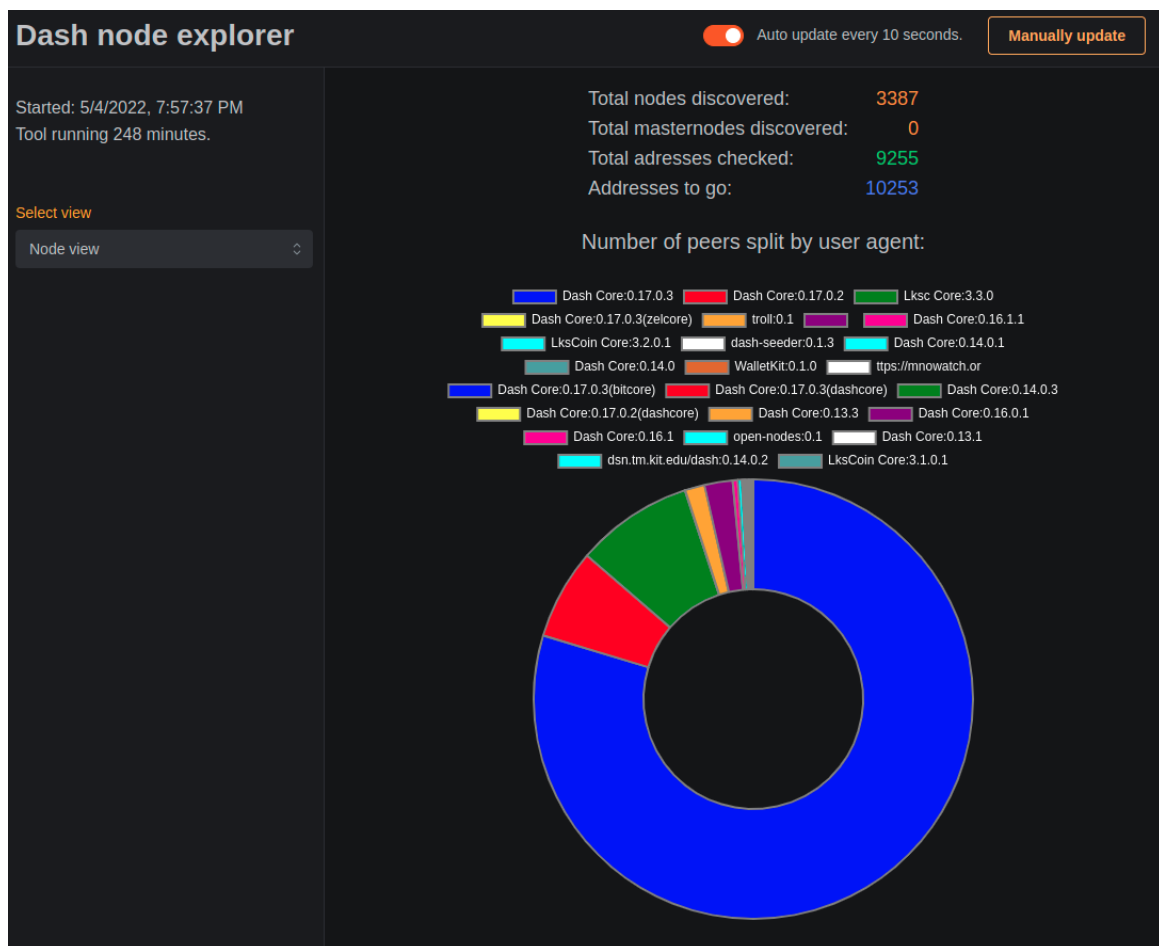 Dash node explorer
Auto update every 10 seconds.
Manually update
Started: 5/4/2022, 7:57:37 PM
Tool running 248 minutes.
Select view
Node view
Total nodes discovered: 3387
Total masternodes discovered: 0
Total adresses checked: 9255
Addresses to go: 10253
Number of peers split by user agent:
Dash Core:0.17.0.3 Dash Core:0.17.0.2 Lksc Core:3.3.0
Dash Core:0.17.0.3(zelcore) troll:0.1 Dash Core:0.16.1.1
LksCoin Core:3.2.0.1 dash-seeder:0.1.3 Dash Core:0.14.0.1
Dash Core:0.14.0 WalletKit:0.1.0 ttps://mnowatch.or
Dash Core:0.17.0.3(bitcore) Dash Core:0.17.0.3(dashcore) Dash Core:0.14.0.3
Dash Core:0.17.0.2(dashcore) Dash Core:0.13.3 Dash Core:0.16.0.1
Dash Core:0.16.1 open-nodes:0.1 Dash Core:0.13.1
dsn.tm.kit.edu/dash:0.14.0.2 LksCoin Core:3.1.0.1